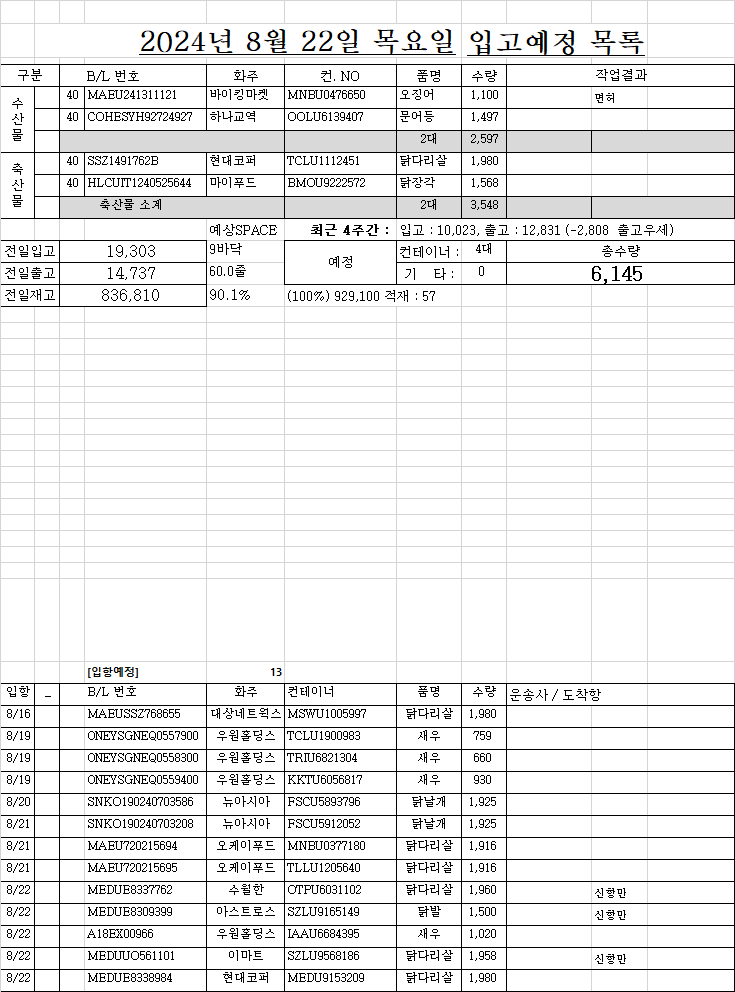 2024년 8월 22일 목요일 입고예정 목록
구분 B/L 번호 화주 컨. NO 품명 수량 작업결과
수산물
40 MAEU241311121 바이킹마켓 MNBU0476650 오징어 1,100 면허
40 COHESYH92724927 하나교역 OOLU6139407 문어등 1,497
2대 2,597
축산물
40 SSZ1491762B 현대코퍼 TCLU1112451 닭다리살 1,980
40 HLCUIT1240525644 마이푸드 BMOU9222572 닭장각 1,568
축산물 소계 2대 3,548
예상SPACE 최근 4주간 : 입고 : 10,023, 출고 : 12,831 (-2,808 출고우세)
전일입고 19,303 9바닥 예정 컨테이너 : 4대 총수량
전일출고 14,737 60.0줄 기 타 : 0 6,145
전일재고 836,810 90.1% (100%) 929,100 적재 : 57
[입항예정] 13
입항 _ B/L 번호 화주 컨테이너 품명 수량 운송사 / 도착항
8/16 MAEUSSZ768655 대상네트웍스 MSWU1005997 닭다리살 1,980
8/19 ONEYSGNEQ0557900 우원홀딩스 TCLU1900983 새우 759
8/19 ONEYSGNEQ0558300 우원홀딩스 TRIU6821304 새우 660
8/19 ONEYSGNEQ0559400 우원홀딩스 KKTU6056817 새우 930
8/20 SNKO190240703586 뉴아시아 FSCU5893796 닭날개 1,925
8/21 SNKO190240703208 뉴아시아 FSCU5912052 닭날개 1,925
8/21 MAEU720215694 오케이푸드 MNBU0377180 닭다리살 1,916
8/21 MAEU720215695 오케이푸드 TLLU1205640 닭다리살 1,916
8/22 MEDUE8337762 수월한 OTPU6031102 닭다리살 1,960 신항만
8/22 MEDUE8309399 아스트로스 SZLU9165149 닭발 1,500 신항만
8/22 A18EX00966 우원홀딩스 IAAU6684395 새우 1,020
8/22 MEDUUO561101 이마트 SZLU9568186 닭다리살 1,958 신항만
8/22 MEDUE8338984 현대코퍼 MEDU9153209 닭다리살 1,980